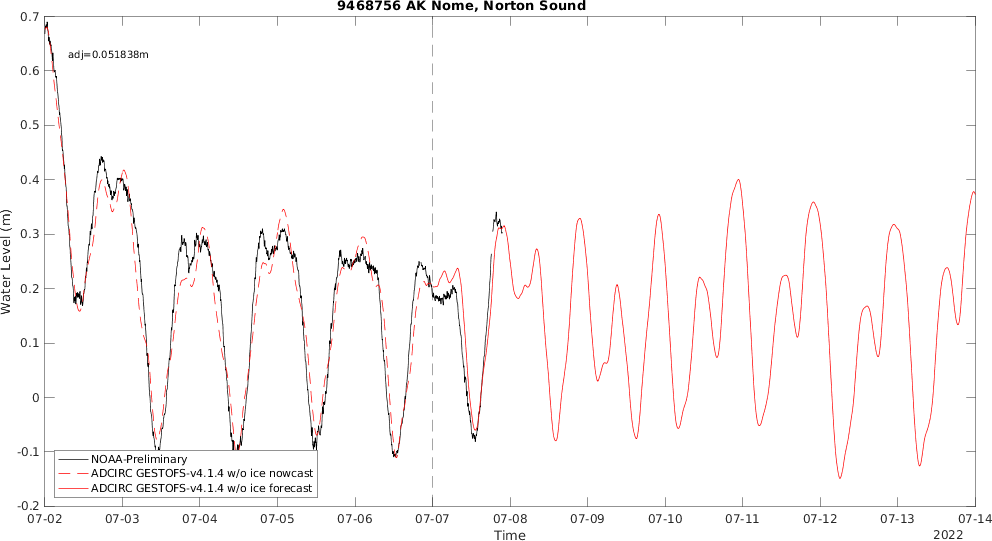 9468756 AK Nome, Norton Sound
adj=0.051838m
Water Level (m)
0.7
0.6
0.5
0.4
0.3
0.2
0.1
0
-0.1
-0.2
NOAA-Preliminary
ADCIRC GESTOFS-v4.1.4 w/o ice nowcast
ADCIRC GESTOFS-v4.1.4 w/o ice forecast
07-02 07-03 07-04 07-05 07-06 07-07 07-08 07-09 07-10 07-11 07-12 07-13 07-14
Time
2022